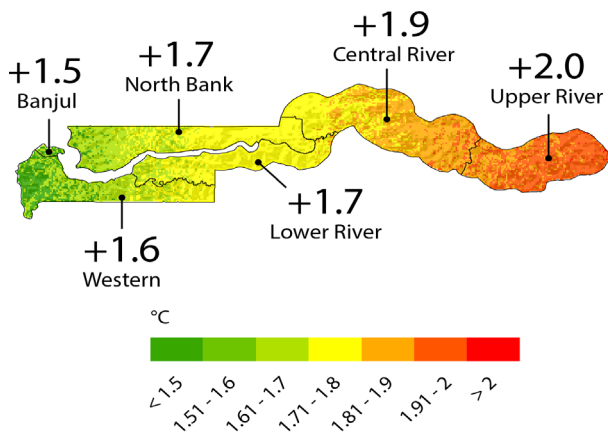 +1.5
Banjul
+1.7
North Bank
+1.9
Central River
+2.0
Upper River
+1.6
Western
+1.7
Lower River
°C
< 1.5
1.51 - 1.6
1.61 - 1.7
1.71 - 1.8
1.81 - 1.9
1.91 - 2
> 2